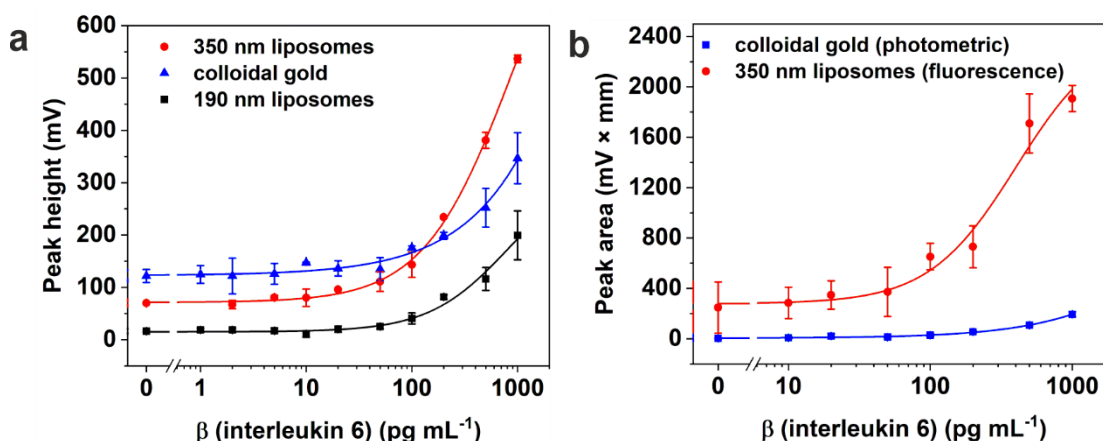 a
600
500
400
300
200
100
0
Peak height (mV)
350 nm liposomes
colloidal gold
190 nm liposomes
0 1 10 100 1000
β (interleukin 6) (pg mL⁻¹)
b
2000
1600
1200
800
400
0
Peak area (mV × mm)
colloidal gold (photometric)
350 nm liposomes (fluorescence)
0 10 100 1000
β (interleukin 6) (pg mL⁻¹)